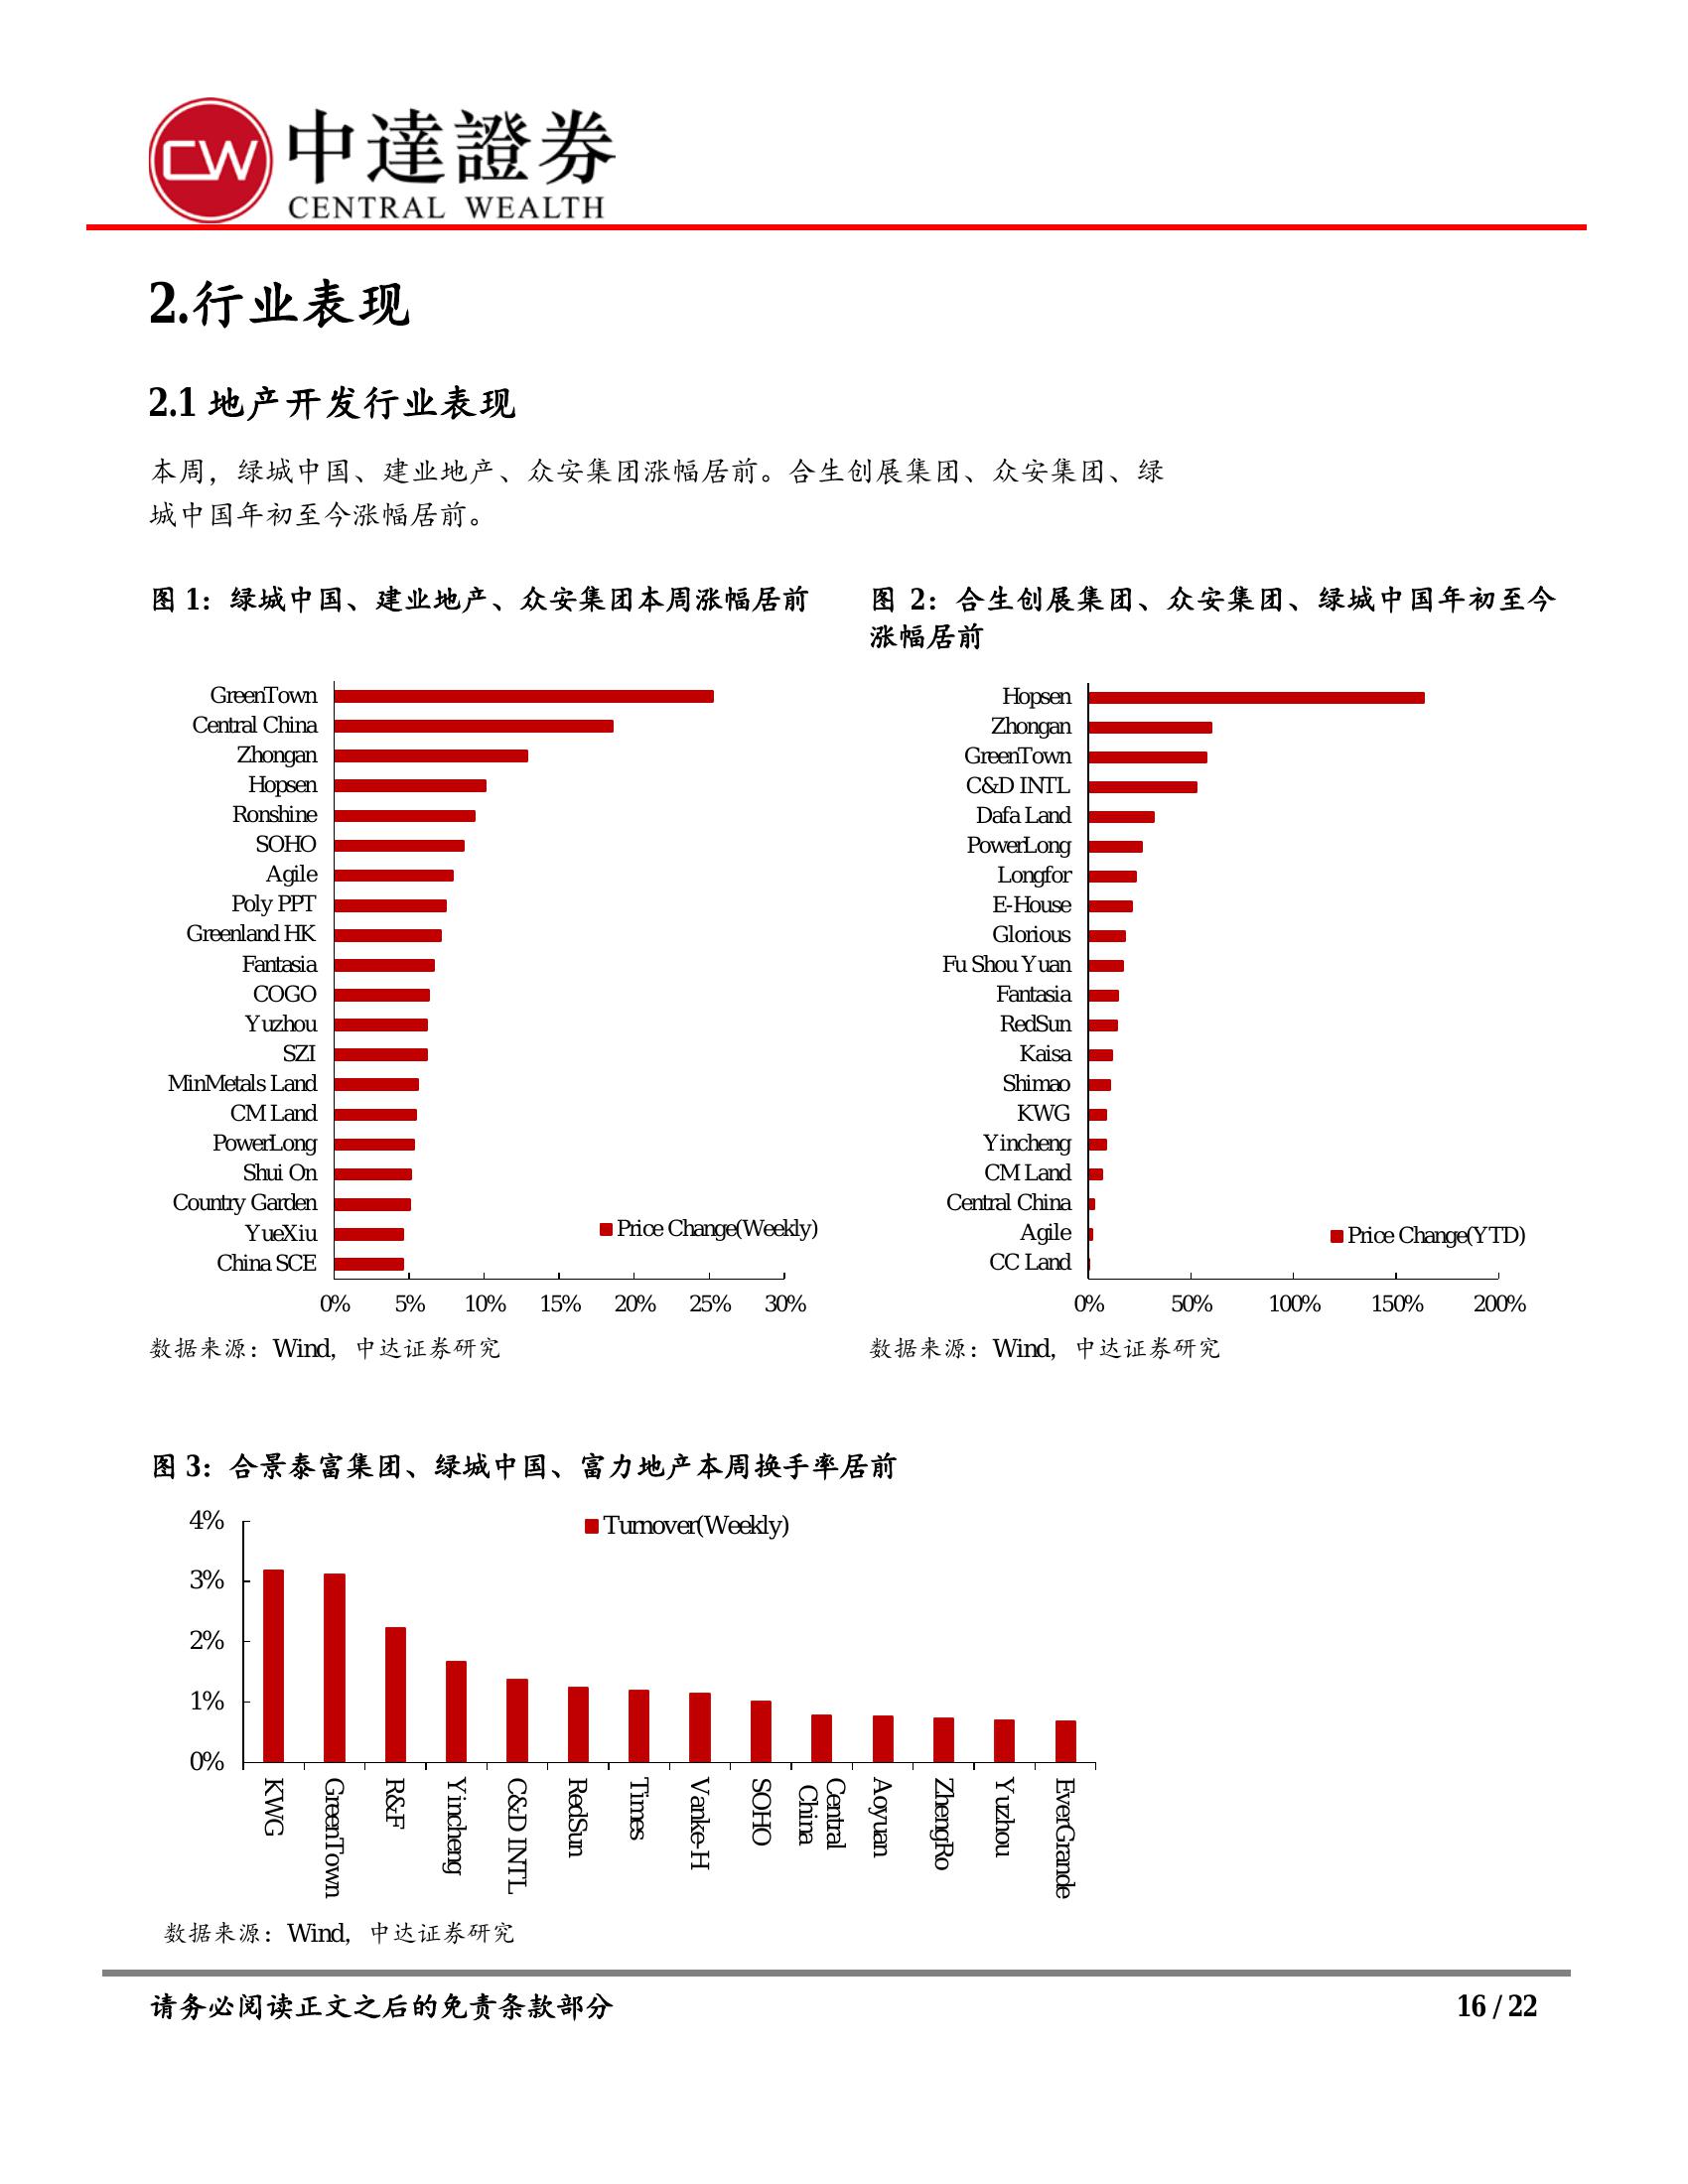 CW 中達證券
CENTRAL WEALTH
2.行业表现
2.1 地产开发行业表现
本周，绿城中国、建业地产、众安集团涨幅居前。合生创展集团、众安集团、绿
城中国年初至今涨幅居前。
图 1：绿城中国、建业地产、众安集团本周涨幅居前
GreenTown
Central China
Zhongan
Hopsen
Ronshine
SOHO
Agile
Poly PPT
Greenland HK
Fantasia
COGO
Yuzhou
SZI
MinMetals Land
CM Land
PowerLong
Shui On
Country Garden
YueXiu
China SCE
Price Change(Weekly)
0% 5% 10% 15% 20% 25% 30%
数据来源：Wind，中达证券研究
图 2：合生创展集团、众安集团、绿城中国年初至今
涨幅居前
Hopsen
Zhongan
GreenTown
C&D INTL
Dafa Land
PowerLong
Longfor
E-House
Glorious
Fu Shou Yuan
Fantasia
RedSun
Kaisa
Shimao
KWG
Yincheng
CM Land
Central China
Agile
CC Land
Price Change(YTD)
0% 50% 100% 150% 200%
数据来源：Wind，中达证券研究
图 3：合景泰富集团、绿城中国、富力地产本周换手率居前
Turnover(Weekly)
4%
3%
2%
1%
0%
KWG
GreenTown
R&F
Yincheng
C&D INTL
RedSun
Times
Vanke-H
SOHO
Central
China
Aoyuan
ZhengRo
Yuzhou
EverGrande
数据来源：Wind，中达证券研究
请务必阅读正文之后的免责条款部分
16 / 22